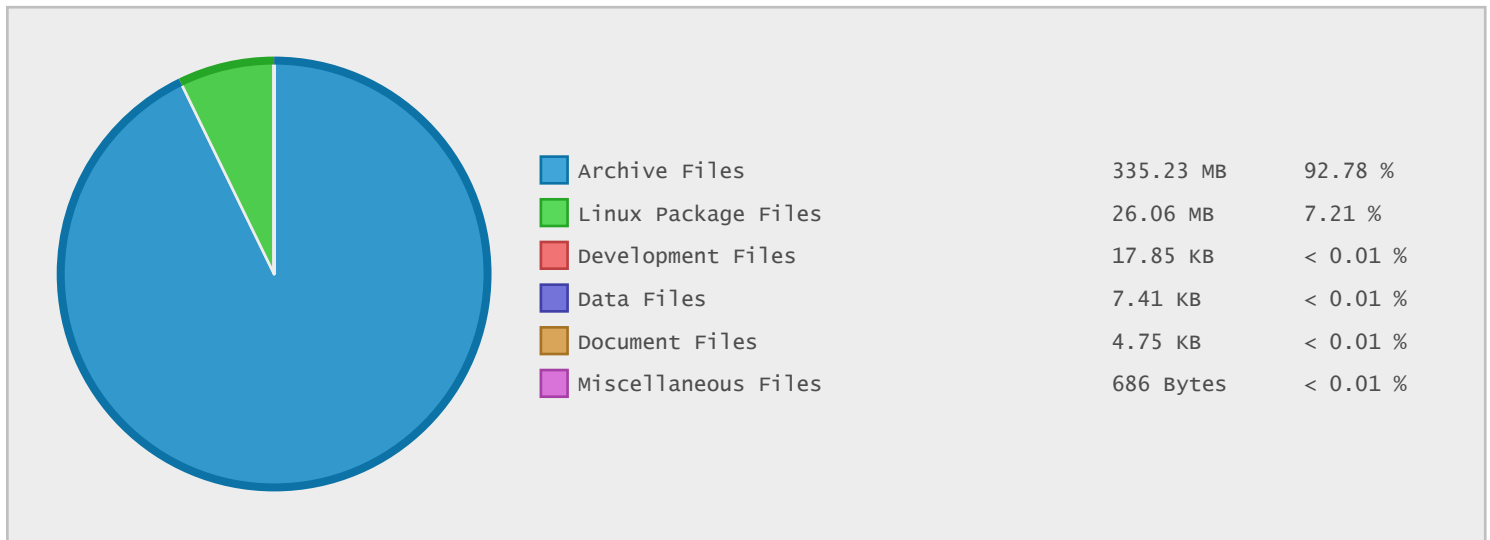 Archive Files 335.23 MB 92.78 %
Linux Package Files 26.06 MB 7.21 %
Development Files 17.85 KB < 0.01 %
Data Files 7.41 KB < 0.01 %
Document Files 4.75 KB < 0.01 %
Miscellaneous Files 686 Bytes < 0.01 %